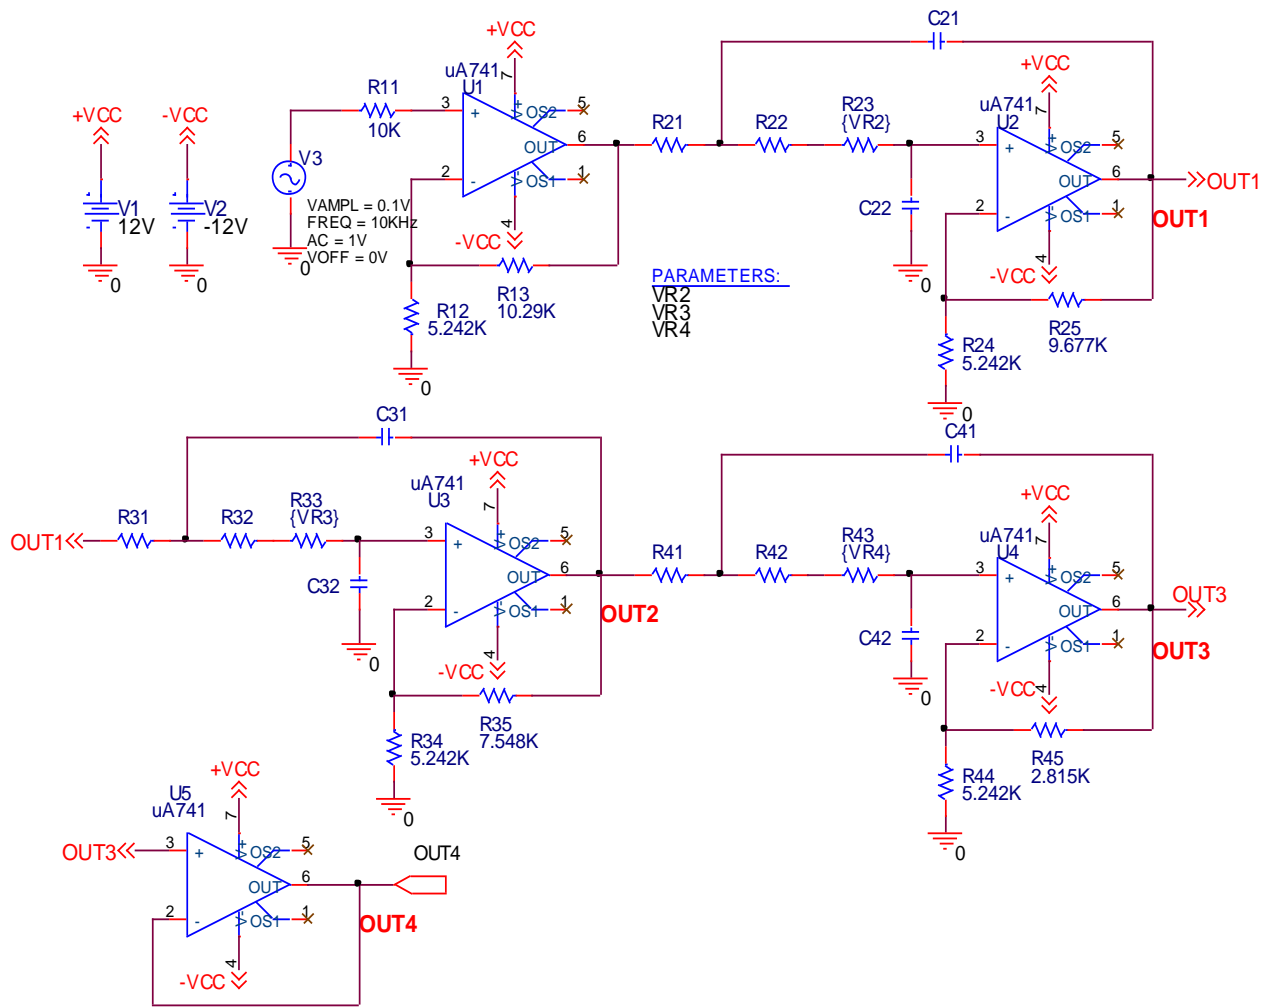 +VCC
-VCC
V1
12V
0
V2
-12V
0
V3
VAMPL = 0.1V
FREQ = 10KHz
AC = 1V
VOFF = 0V
0
R11
10K
uA741
U1
+VCC
7
3
+
V+
OS2
5
OUT
6
2
-
V-
OS1
1
4
-VCC
R13
10.29K
R12
5.242K
0
R21
R22
R23
{VR2}
C21
C22
0
uA741
U2
+VCC
7
3
+
V+
OS2
5
OUT
6
2
-
V-
OS1
1
4
-VCC
OUT1
OUT1
R25
9.677K
R24
5.242K
0
PARAMETERS:
VR2
VR3
VR4
OUT1
R31
R32
R33
{VR3}
C31
C32
0
uA741
U3
+VCC
7
3
+
V+
OS2
5
OUT
6
2
-
V-
OS1
1
4
-VCC
OUT2
R35
7.548K
R34
5.242K
0
R41
R42
R43
{VR4}
C41
C42
0
uA741
U4
+VCC
7
3
+
V+
OS2
5
OUT
6
2
-
V-
OS1
1
4
-VCC
OUT3
OUT3
R45
2.815K
R44
5.242K
0
OUT3
U5
uA741
+VCC
7
3
+
V+
OS2
5
OUT
6
2
-
V-
OS1
1
4
-VCC
OUT4
OUT4